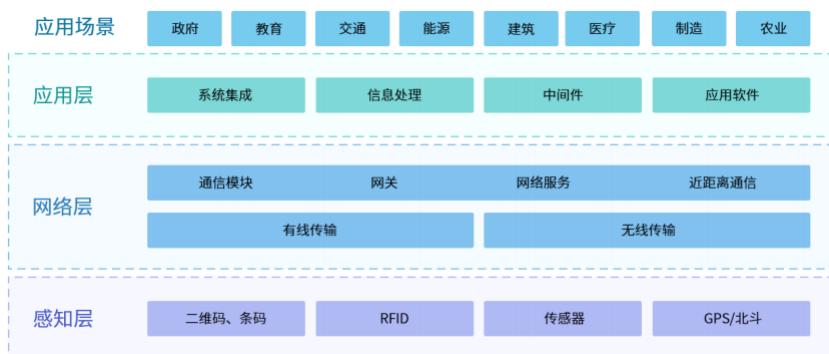 应用场景 政府 教育 交通 能源 建筑 医疗 制造 农业
应用层 系统集成 信息处理 中间件 应用软件
网络层
通信模块 网关 网络服务 近距离通信
有线传输 无线传输
感知层 二维码、条码 RFID 传感器 GPS/北斗